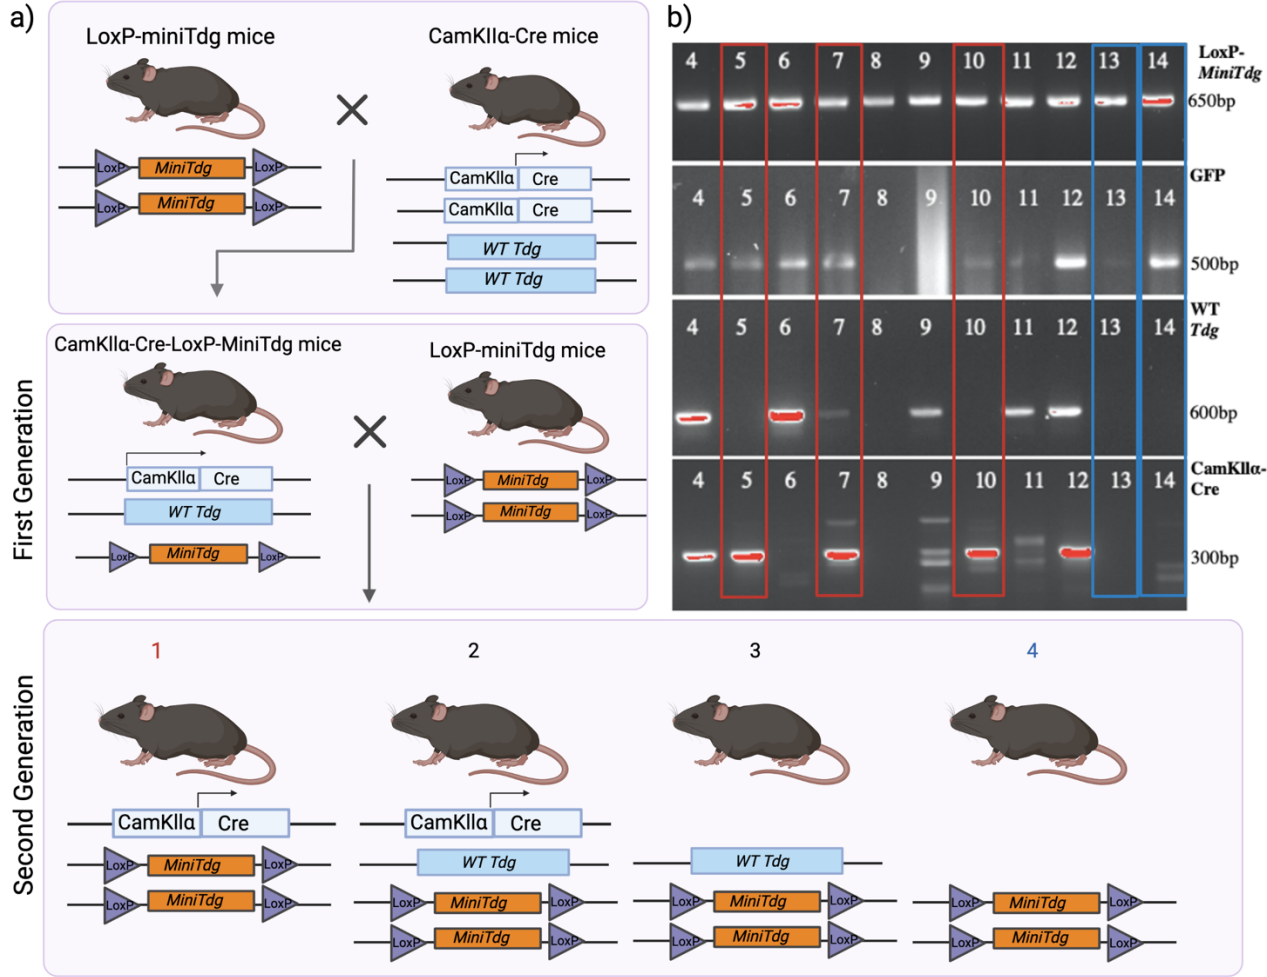 a)
LoxP-miniTdg mice
CamKIIα-Cre mice
LoxP MiniTdg LoxP
LoxP MiniTdg LoxP
CamKIIα Cre
CamKIIα Cre
WT Tdg
WT Tdg
First Generation
CamKIIα-Cre-LoxP-MiniTdg mice
LoxP-miniTdg mice
CamKIIα Cre
WT Tdg
LoxP MiniTdg LoxP
LoxP MiniTdg LoxP
LoxP MiniTdg LoxP
b)
4 5 6 7 8 9 10 11 12 13 14
LoxP-
MiniTdg
650bp
GFP
4 5 6 7 8 9 10 11 12 13 14
500bp
WT
Tdg
4 5 6 7 8 9 10 11 12 13 14
600bp
CamKIIα-
Cre
4 5 6 7 8 9 10 11 12 13 14
300bp
Second Generation
1
CamKIIα Cre
LoxP MiniTdg LoxP
LoxP MiniTdg LoxP
2
CamKIIα Cre
WT Tdg
LoxP MiniTdg LoxP
LoxP MiniTdg LoxP
3
WT Tdg
LoxP MiniTdg LoxP
LoxP MiniTdg LoxP
4
LoxP MiniTdg LoxP
LoxP MiniTdg LoxP